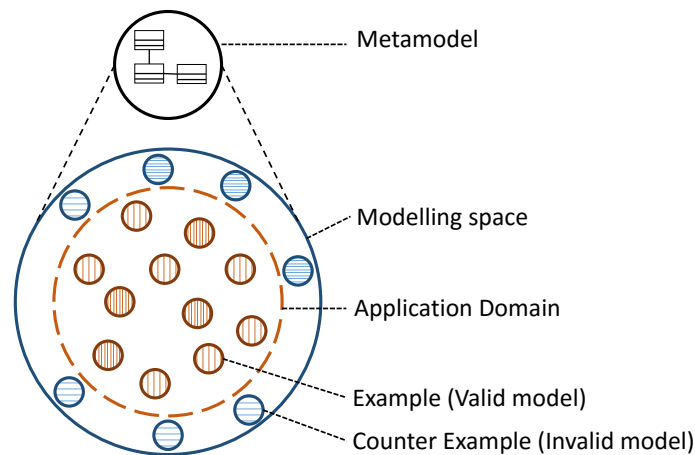 Metamodel
Modelling space
Application Domain
Example (Valid model)
Counter Example (Invalid model)